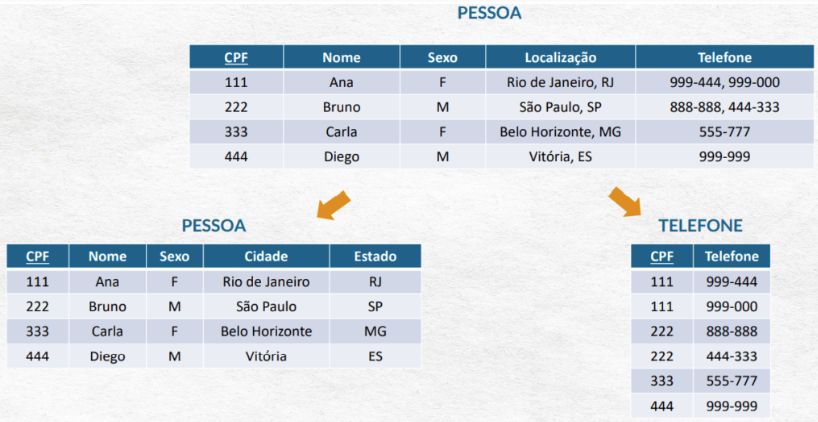 PESSOA
CPF Nome Sexo Localização Telefone
111 Ana F Rio de Janeiro, RJ 999-444, 999-000
222 Bruno M São Paulo, SP 888-888, 444-333
333 Carla F Belo Horizonte, MG 555-777
444 Diego M Vitória, ES 999-999
PESSOA
CPF Nome Sexo Cidade Estado
111 Ana F Rio de Janeiro RJ
222 Bruno M São Paulo SP
333 Carla F Belo Horizonte MG
444 Diego M Vitória ES
TELEFONE
CPF Telefone
111 999-444
111 999-000
222 888-888
222 444-333
333 555-777
444 999-999